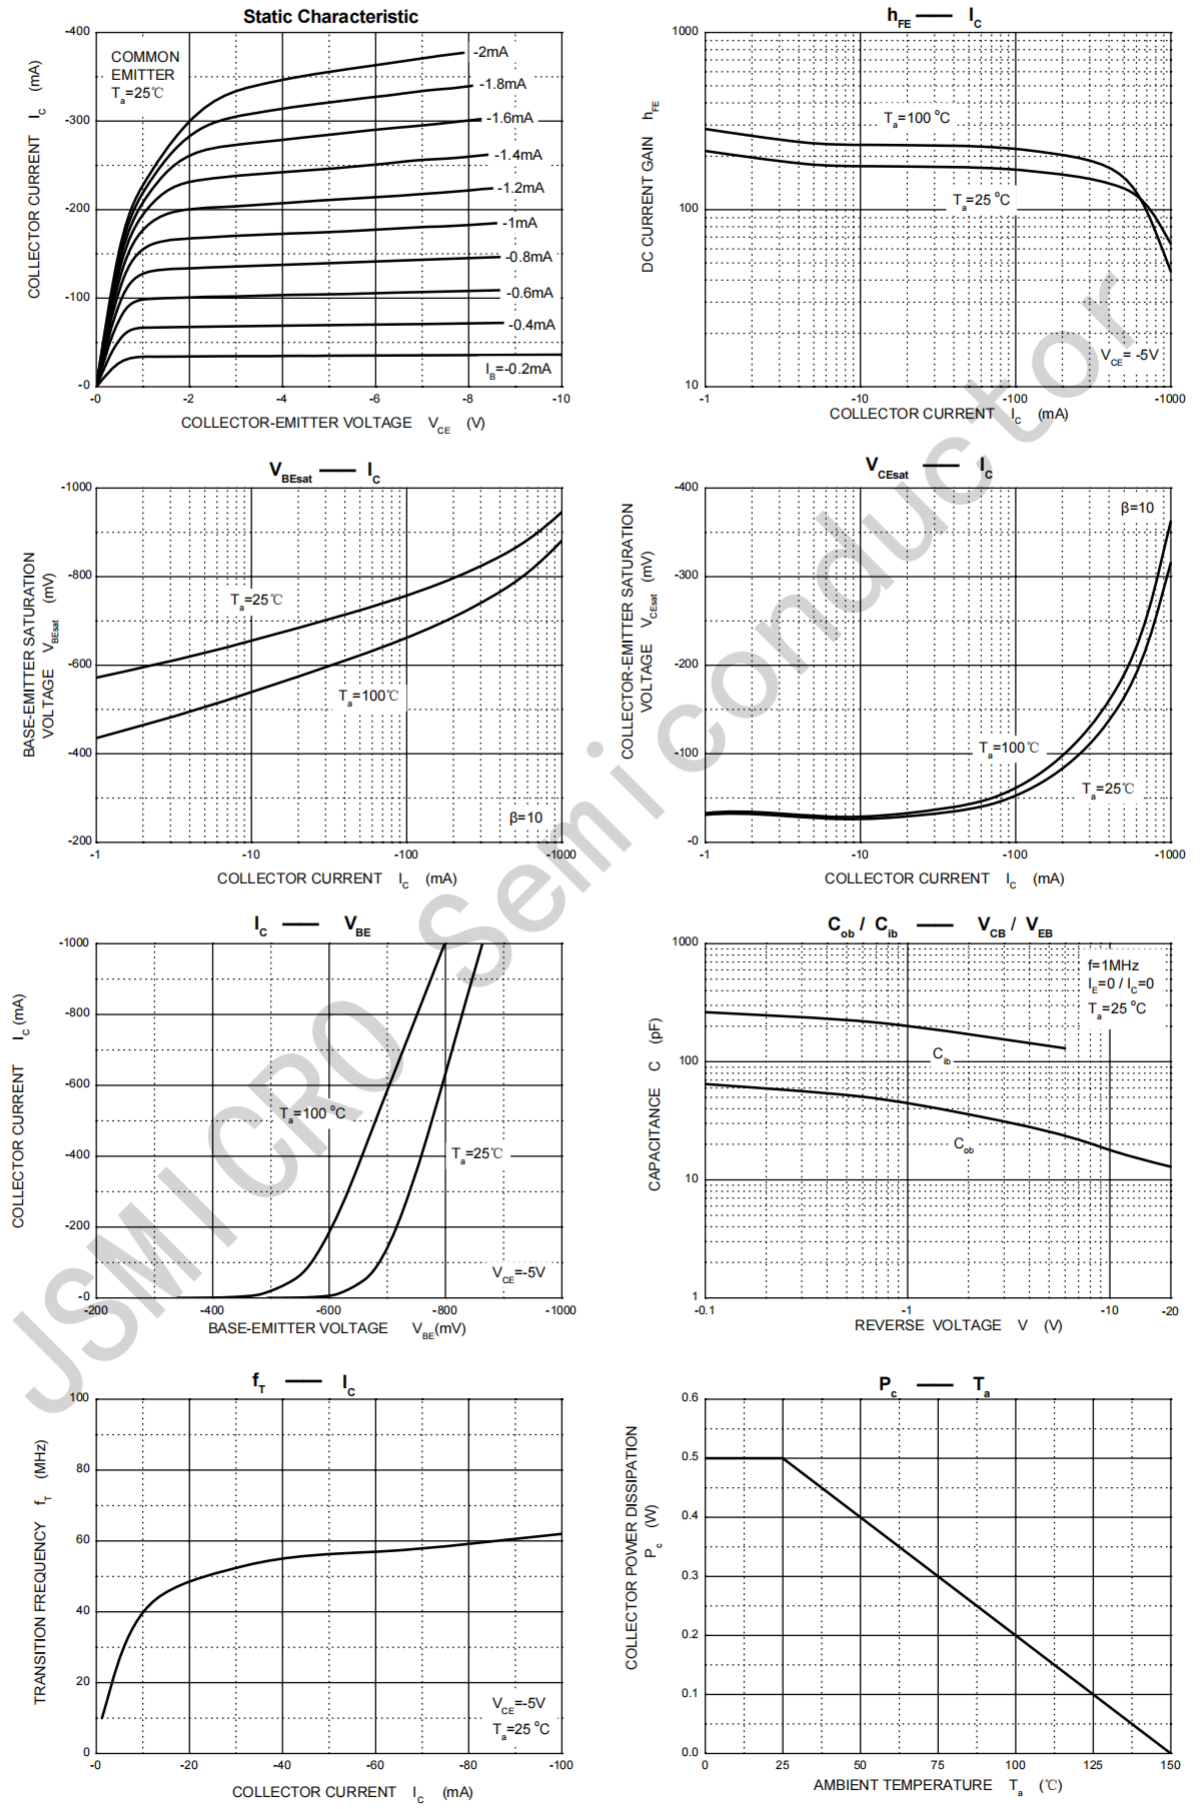 Static Characteristic
-400
-300
-200
-100
-0
COMMON
EMITTER
Ta=25℃
-2mA
-1.8mA
-1.6mA
-1.4mA
-1.2mA
-1mA
-0.8mA
-0.6mA
-0.4mA
IB=-0.2mA
COLLECTOR CURRENT IC (mA)
-0 -2 -4 -6 -8 -10
COLLECTOR-EMITTER VOLTAGE VCE (V)
hFE —— IC
1000
100
10
Ta=100 °C
Ta=25 °C
VCE= -5V
DC CURRENT GAIN hFE
-1 -10 -100 -1000
COLLECTOR CURRENT IC (mA)
VBEsat —— IC
-1000
-800
-600
-400
-200
Ta=25℃
Ta=100℃
β=10
BASE-EMITTER SATURATION
VOLTAGE VBEsat (mV)
-1 -10 -100 -1000
COLLECTOR CURRENT IC (mA)
VCEsat —— IC
-400
-300
-200
-100
-0
β=10
Ta=100℃
Ta=25℃
COLLECTOR-EMITTER SATURATION
VOLTAGE VCEsat (mV)
-1 -10 -100 -1000
COLLECTOR CURRENT IC (mA)
IC —— VBE
-1000
-800
-600
-400
-200
-0
Ta=100 °C
Ta=25℃
VCE=-5V
COLLECTOR CURRENT IC (mA)
-200 -400 -600 -800 -1000
BASE-EMITTER VOLTAGE VBE(mV)
Cob / Cib —— VCB / VEB
1000
100
10
1
f=1MHz
IE=0 / IC=0
Ta=25 °C
Cib
Cob
CAPACITANCE C (pF)
-0.1 -1 -10 -20
REVERSE VOLTAGE V (V)
fT —— IC
100
80
60
40
20
0
VCE=-5V
Ta=25 °C
TRANSITION FREQUENCY fT (MHz)
-0 -20 -40 -60 -80 -100
COLLECTOR CURRENT IC (mA)
Pc —— Ta
0.6
0.5
0.4
0.3
0.2
0.1
0.0
COLLECTOR POWER DISSIPATION
Pc (W)
0 25 50 75 100 125 150
AMBIENT TEMPERATURE Ta (℃)
JSMICRO Semiconductor